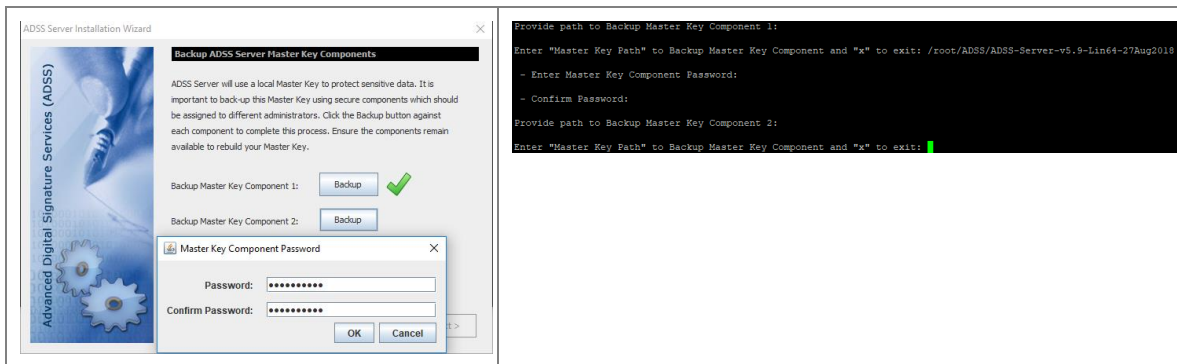 ADSS Server Installation Wizard
Advanced Digital Signature Services (ADSS)
Backup ADSS Server Master Key Components
ADSS Server will use a local Master Key to protect sensitive data. It is
important to back-up this Master Key using secure components which should
be assigned to different administrators. Click the Backup button against
each component to complete this process. Ensure the components remain
available to rebuild your Master Key.
Backup Master Key Component 1: Backup
Backup Master Key Component 2: Backup
Master Key Component Password
Password:
Confirm Password:
OK Cancel
Provide path to Backup Master Key Component 1:
Enter "Master Key Path" to Backup Master Key Component and "x" to exit: /root/ADSS/ADSS-Server-v5.9-Lin64-27Aug2018
- Enter Master Key Component Password:
- Confirm Password:
Provide path to Backup Master Key Component 2:
Enter "Master Key Path" to Backup Master Key Component and "x" to exit: